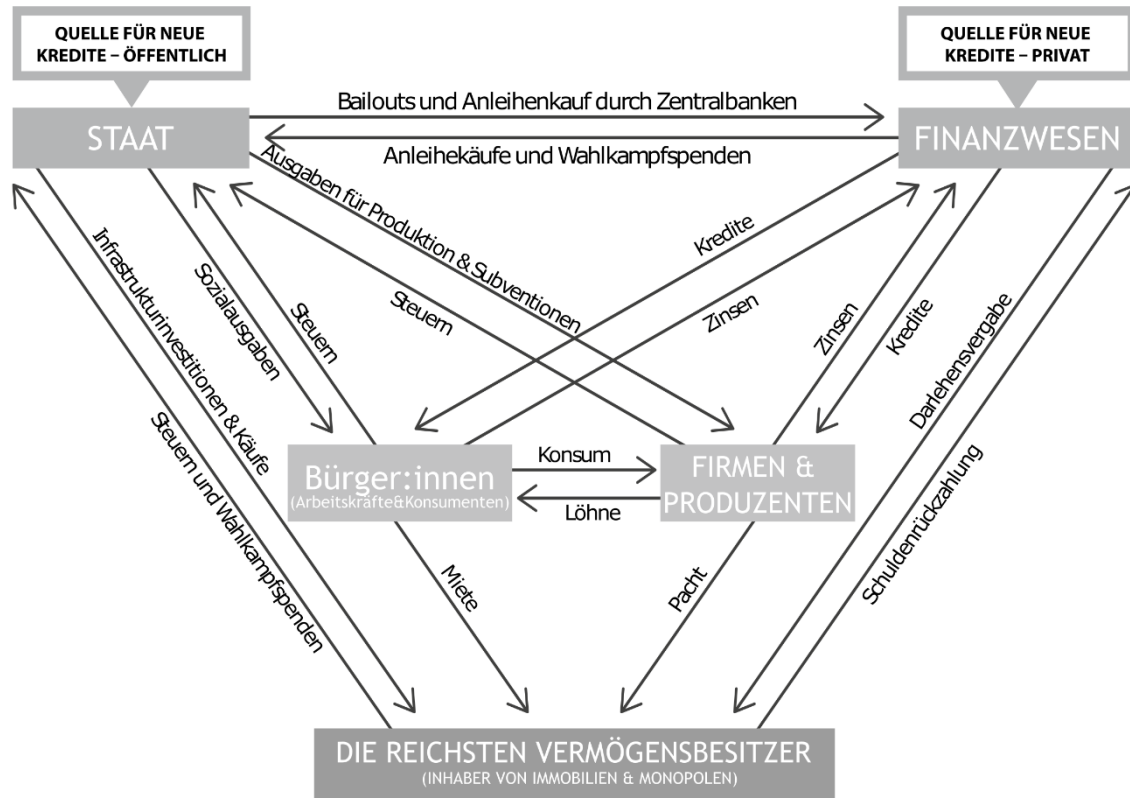 QUELLE FÜR NEUE
KREDITE – ÖFFENTLICH
QUELLE FÜR NEUE
KREDITE – PRIVAT
STAAT
Bailouts und Anleihenkauf durch Zentralbanken
Anleihekäufe und Wahlkampfspenden
FINANZWESEN
Ausgaben für Produktion & Subventionen
Steuern
Kredite
Zinsen
Infrastrukturinvestitionen & Käufe
Sozialausgaben
Steuern
Zinsen
Kredite
Darlehensvergabe
Steuern und Wahlkampfspenden
Schuldenrückzahlung
Bürger:innen
(Arbeitskräfte&Konsumenten)
Konsum
Löhne
FIRMEN &
PRODUZENTEN
Miete
Pacht
DIE REICHSTEN VERMÖGENSBESITZER
(INHABER VON IMMOBILIEN & MONOPOLEN)